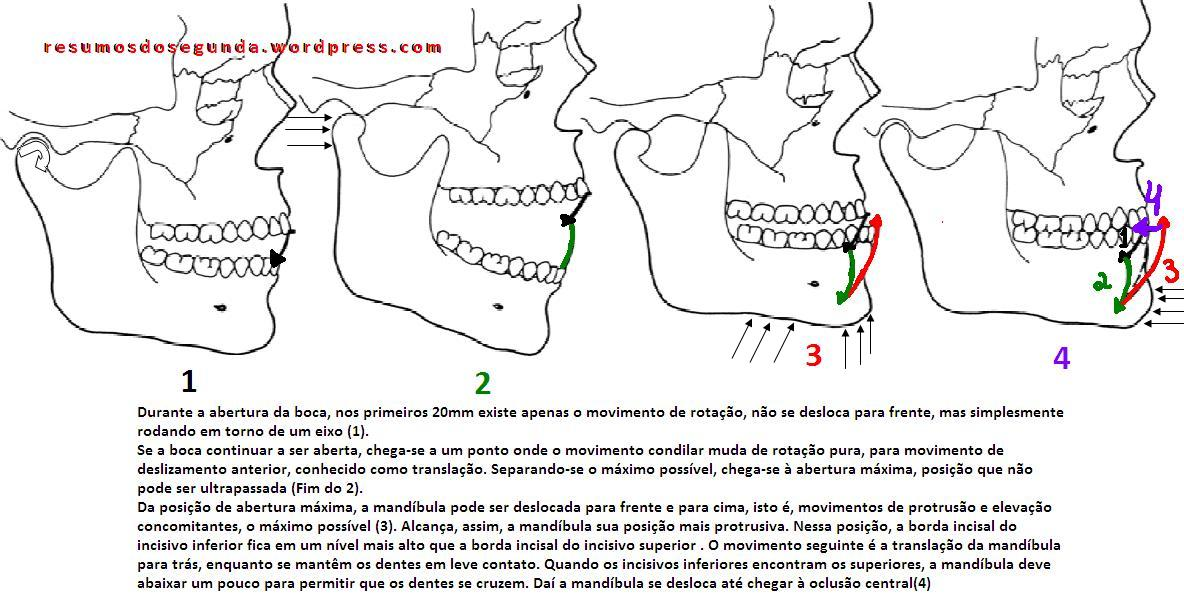 resumosdosegunda.wordpress.com
4
1
2
3
1
2
3
4
Durante a abertura da boca, nos primeiros 20mm existe apenas o movimento de rotação, não se desloca para frente, mas simplesmente
rodando em torno de um eixo (1).
Se a boca continuar a ser aberta, chega-se a um ponto onde o movimento condilar muda de rotação pura, para movimento de
deslizamento anterior, conhecido como translação. Separando-se o máximo possível, chega-se à abertura máxima, posição que não
pode ser ultrapassada (Fim do 2).
Da posição de abertura máxima, a mandíbula pode ser deslocada para frente e para cima, isto é, movimentos de protrusão e elevação
concomitantes, o máximo possível (3). Alcança, assim, a mandíbula sua posição mais protrusiva. Nessa posição, a borda incisal do
incisivo inferior fica em um nível mais alto que a borda incisal do incisivo superior . O movimento seguinte é a translação da mandíbula
para trás, enquanto se mantêm os dentes em leve contato. Quando os incisivos inferiores encontram os superiores, a mandíbula deve
abaixar um pouco para permitir que os dentes se cruzem. Daí a mandíbula se desloca até chegar à oclusão central(4)